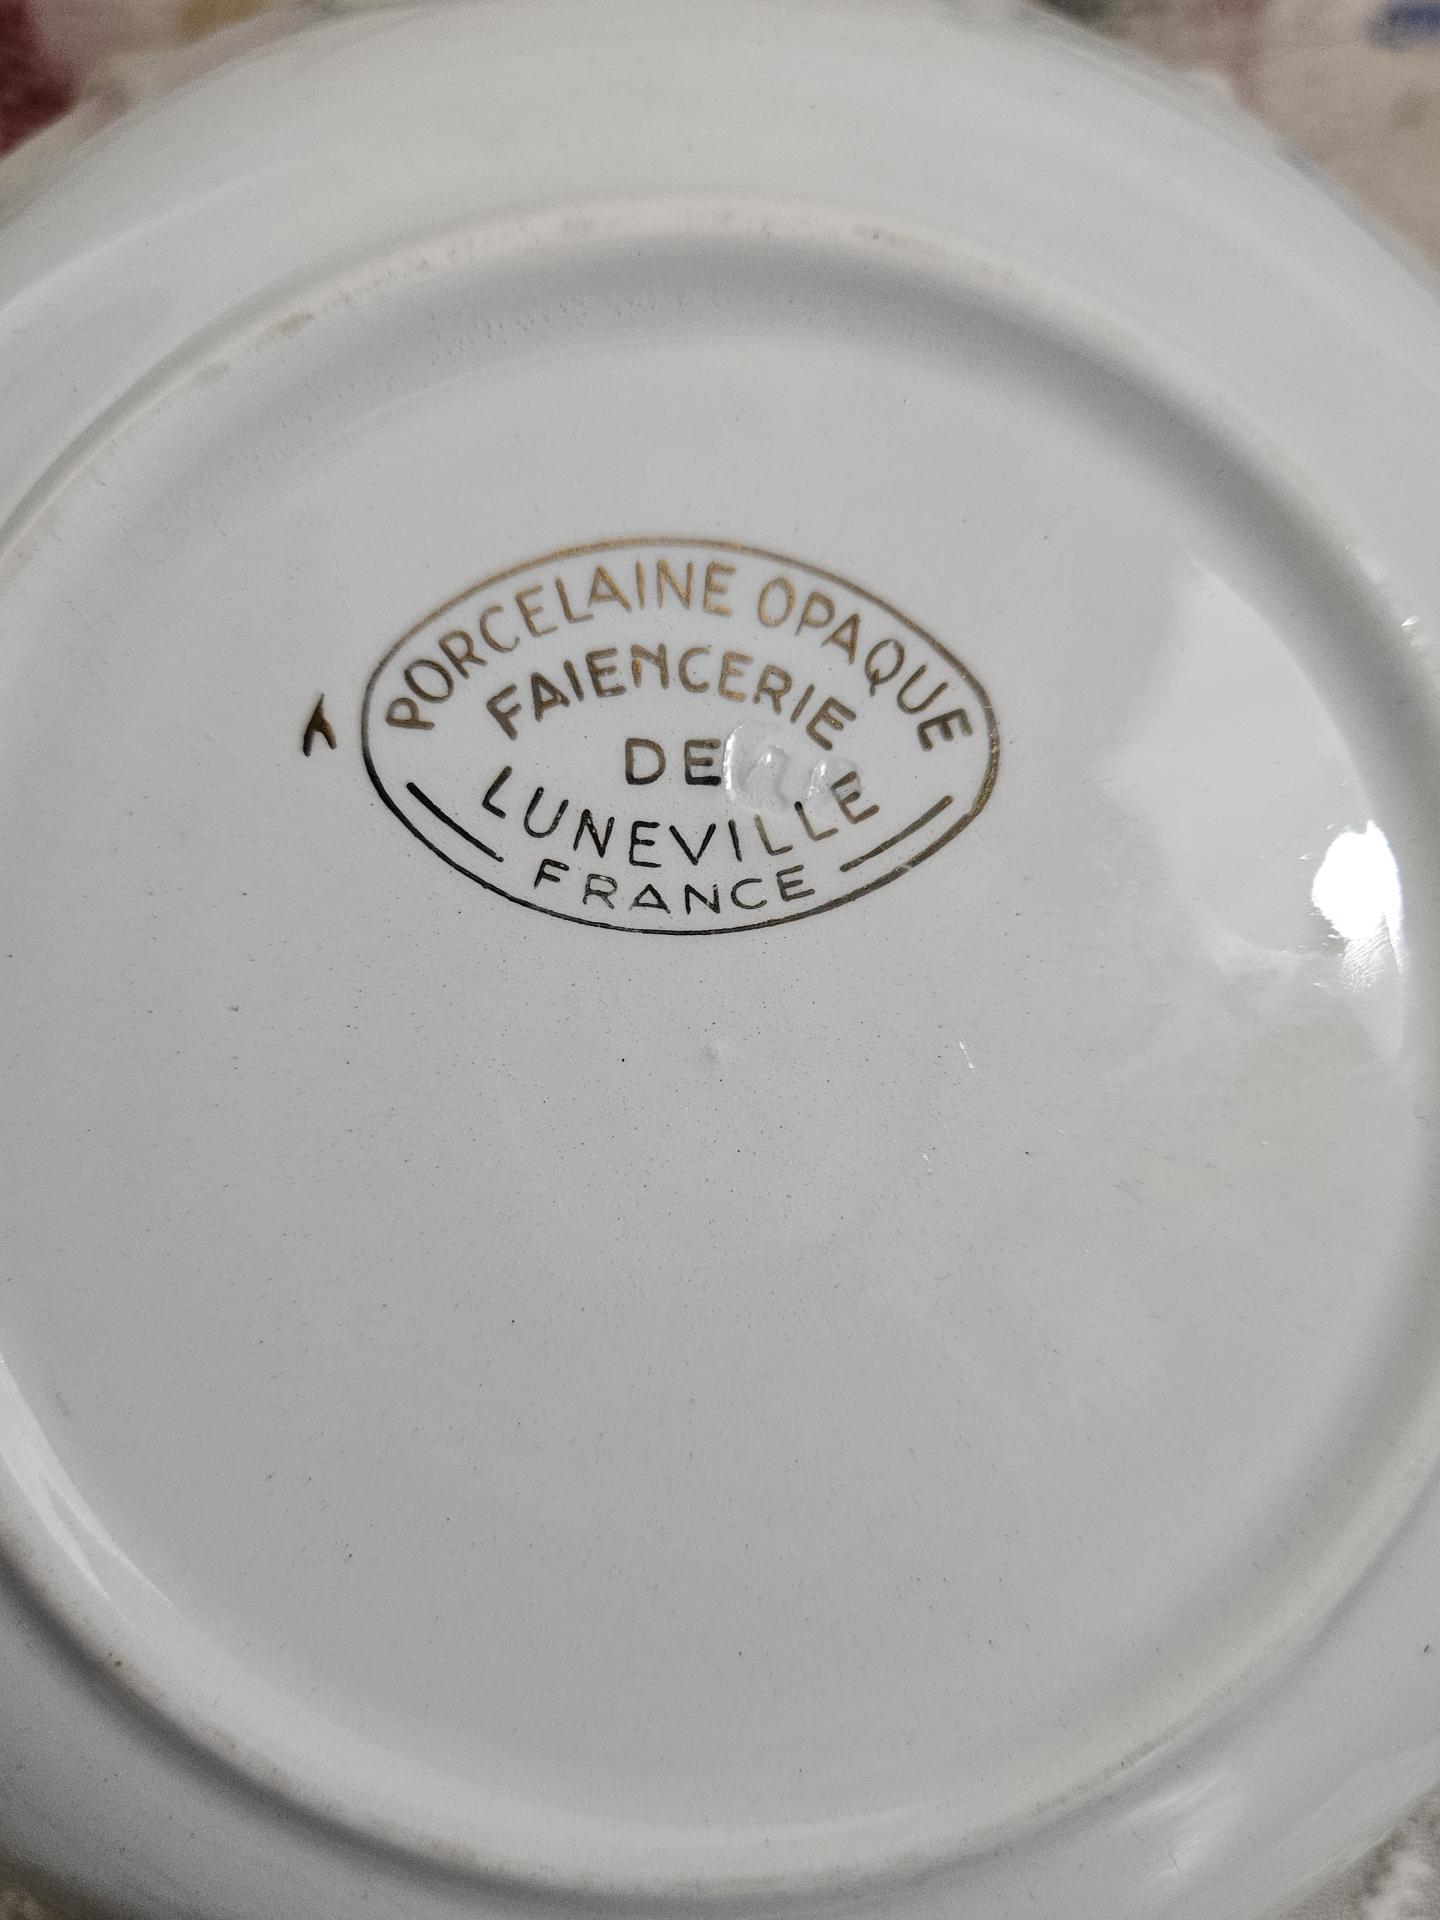 PORCELAINE OPAQUE
FAIENCERIE
DE
LUNEVILLE
FRANCE